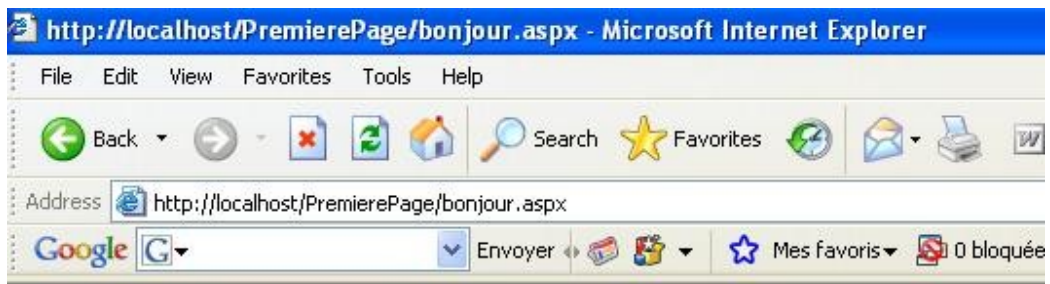 http://localhost/PremierePage/bonjour.aspx - Microsoft Internet Explorer
File Edit View Favorites Tools Help
Back Search Favorites W
Address http://localhost/PremierePage/bonjour.aspx
Google G Envoyer Mes favoris 0 bloquée